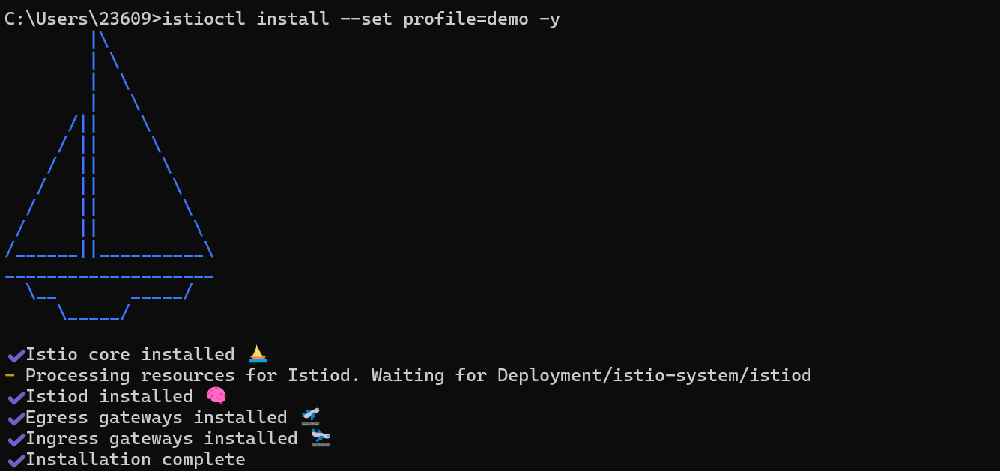 C:\Users\23609>istioctl install --set profile=demo -y
        |\
        | \
        |  \
        |   \
      /||    \
     / ||     \
    /  ||      \
   /   ||       \
  /    ||        \
 /     ||         \
/______||__________\
____________________
  \__       _____/
     \_____/
✔Istio core installed ⛵️
- Processing resources for Istiod. Waiting for Deployment/istio-system/istiod
✔Istiod installed 🧠
✔Egress gateways installed 🛫
✔Ingress gateways installed 🛬
✔Installation complete